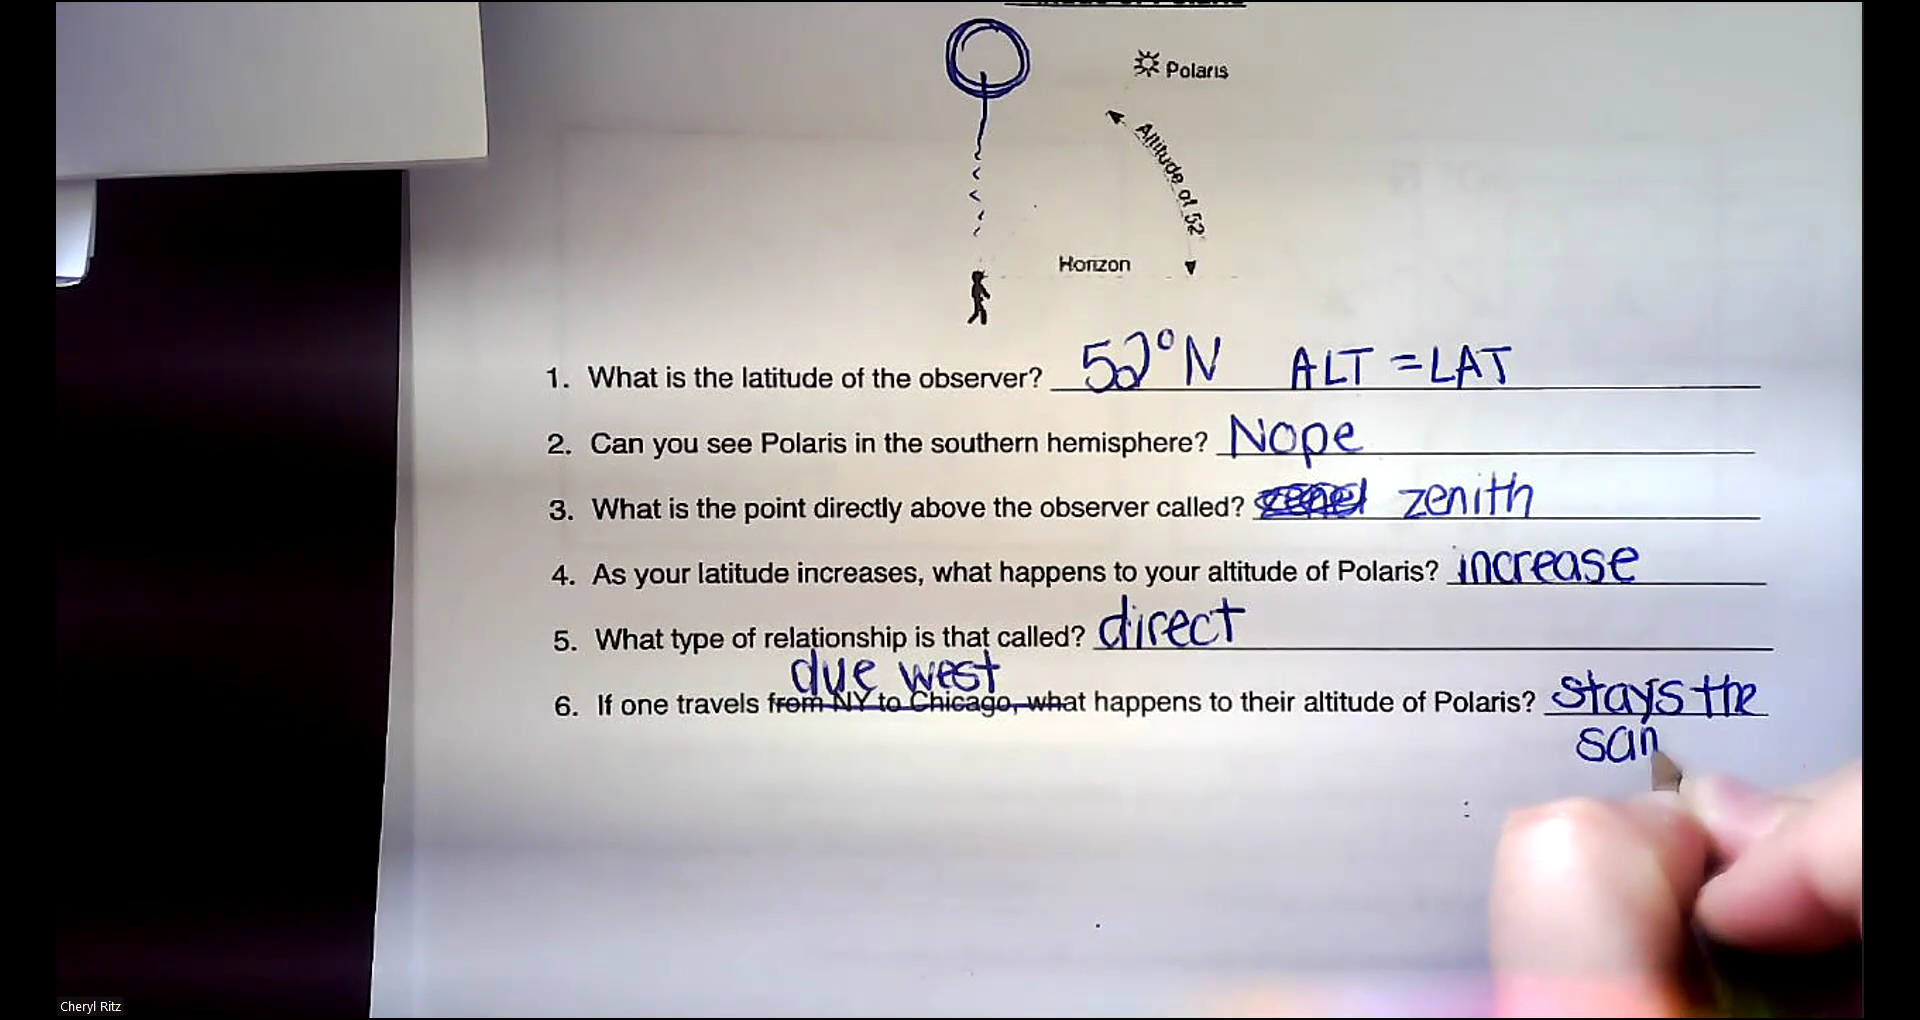 Polaris
Altitude of 52°
Horizon
1. What is the latitude of the observer? 52°N ALT = LAT
2. Can you see Polaris in the southern hemisphere? Nope
3. What is the point directly above the observer called? zenith
4. As your latitude increases, what happens to your altitude of Polaris? increase
5. What type of relationship is that called? direct
due west
6. If one travels from NY to Chicago, what happens to their altitude of Polaris? stays the
sam
Cheryl Ritz